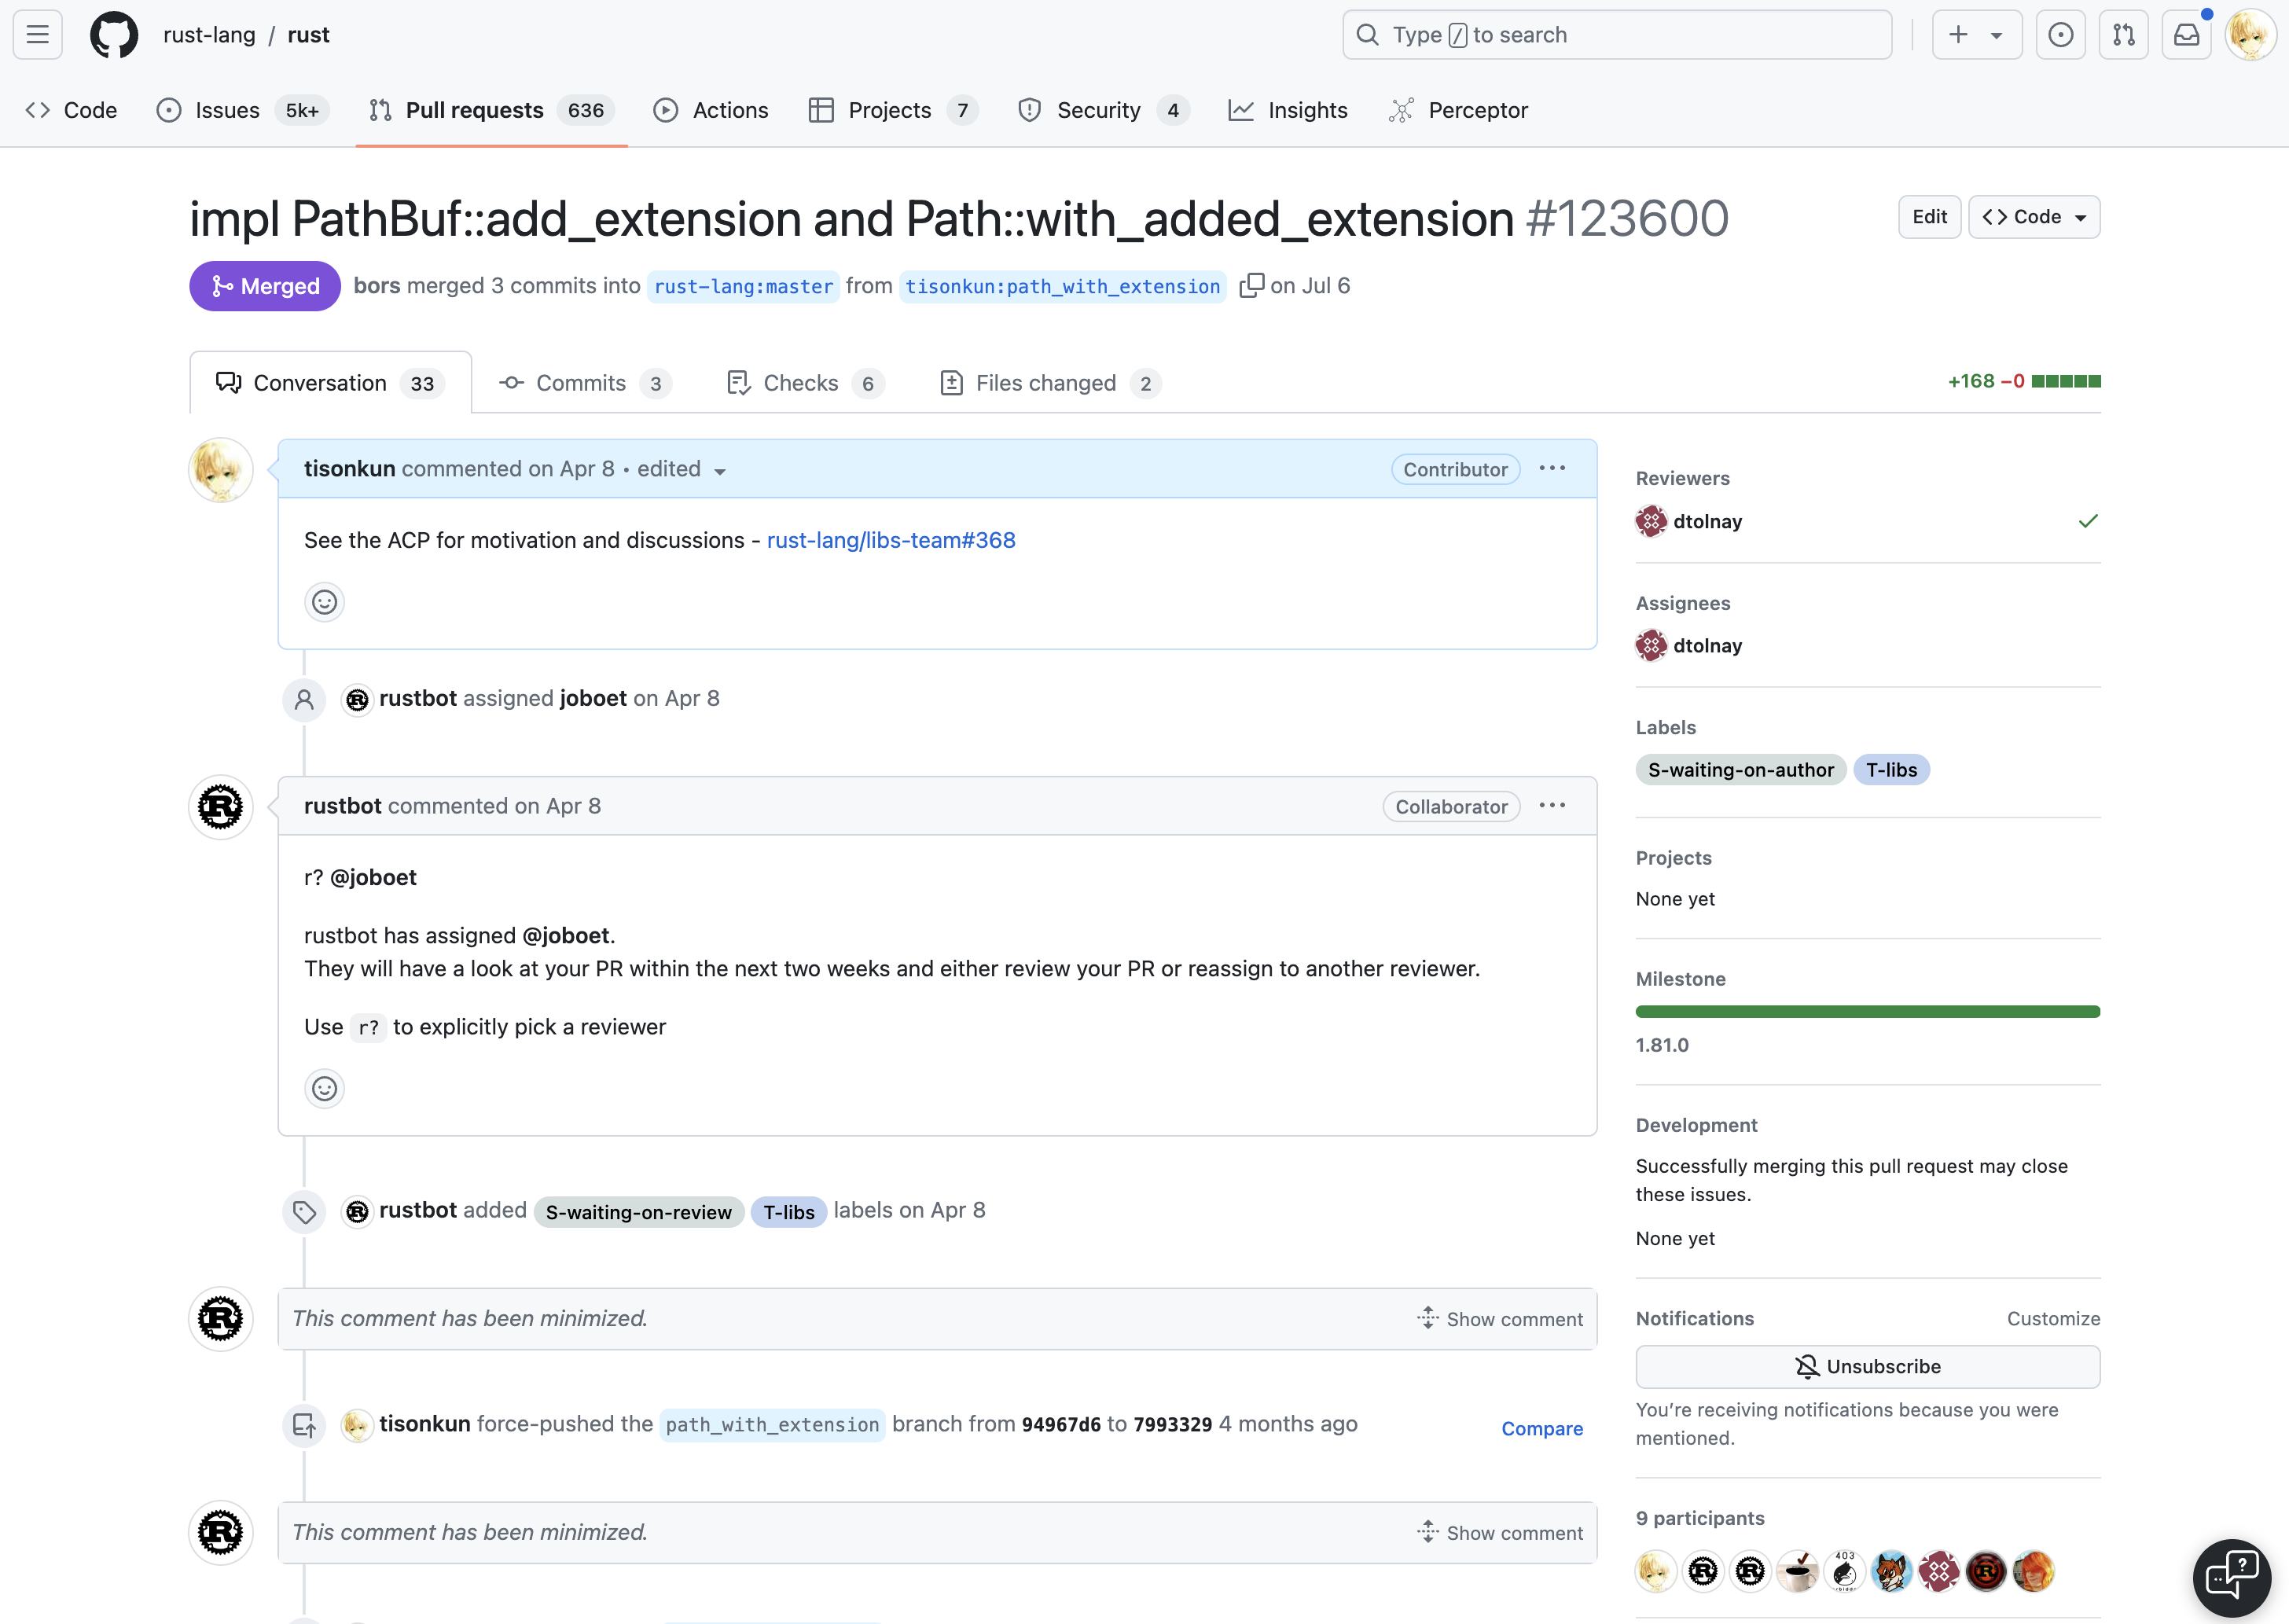 rust-lang / rust
Type / to search
Code
Issues 5k+
Pull requests 636
Actions
Projects 7
Security 4
Insights
Perceptor
impl PathBuf::add_extension and Path::with_added_extension #123600
Edit
Code
Merged
bors merged 3 commits into rust-lang:master from tisonkun:path_with_extension on Jul 6
Conversation 33
Commits 3
Checks 6
Files changed 2
+168 −0
tisonkun commented on Apr 8 • edited
Contributor
See the ACP for motivation and discussions - rust-lang/libs-team#368
rustbot assigned joboet on Apr 8
rustbot commented on Apr 8
Collaborator
r? @joboet
rustbot has assigned @joboet.
They will have a look at your PR within the next two weeks and either review your PR or reassign to another reviewer.
Use r? to explicitly pick a reviewer
rustbot added S-waiting-on-review T-libs labels on Apr 8
This comment has been minimized.
Show comment
tisonkun force-pushed the path_with_extension branch from 94967d6 to 7993329 4 months ago
Compare
This comment has been minimized.
Show comment
Reviewers
dtolnay
Assignees
dtolnay
Labels
S-waiting-on-author T-libs
Projects
None yet
Milestone
1.81.0
Development
Successfully merging this pull request may close
these issues.
None yet
Notifications
Customize
Unsubscribe
You're receiving notifications because you were
mentioned.
9 participants
403